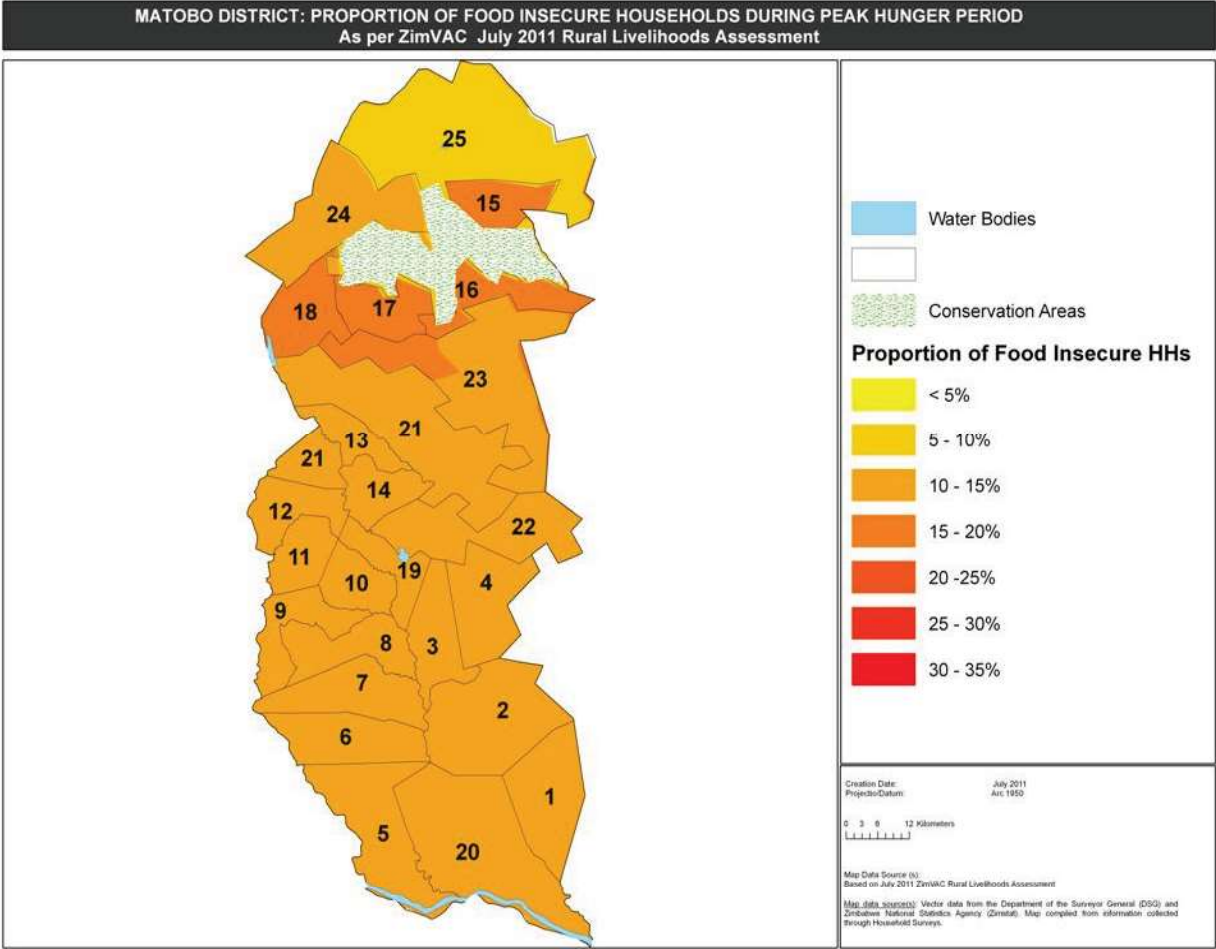 MATOBO DISTRICT: PROPORTION OF FOOD INSECURE HOUSEHOLDS DURING PEAK HUNGER PERIOD
As per ZimVAC July 2011 Rural Livelihoods Assessment
25
24
15
16
17
18
23
21
13
21
14
12
22
11
19
4
10
9
8
3
7
2
6
1
5
20
Water Bodies
Conservation Areas
Proportion of Food Insecure HHs
< 5%
5 - 10%
10 - 15%
15 - 20%
20 -25%
25 - 30%
30 - 35%
Creation Date: July 2011
Projectio/Datum: Arc 1950
0 3 6 12 Kilometers
Map Data Source (s):
Based on July 2011 ZimVAC Rural Livelihoods Assessment
Map data source(s): Vector data from the Department of the Surveyor General (DSG) and
Zimbabwe National Statistics Agency (Zimstat). Map compiled from information collected
through Household Surveys.